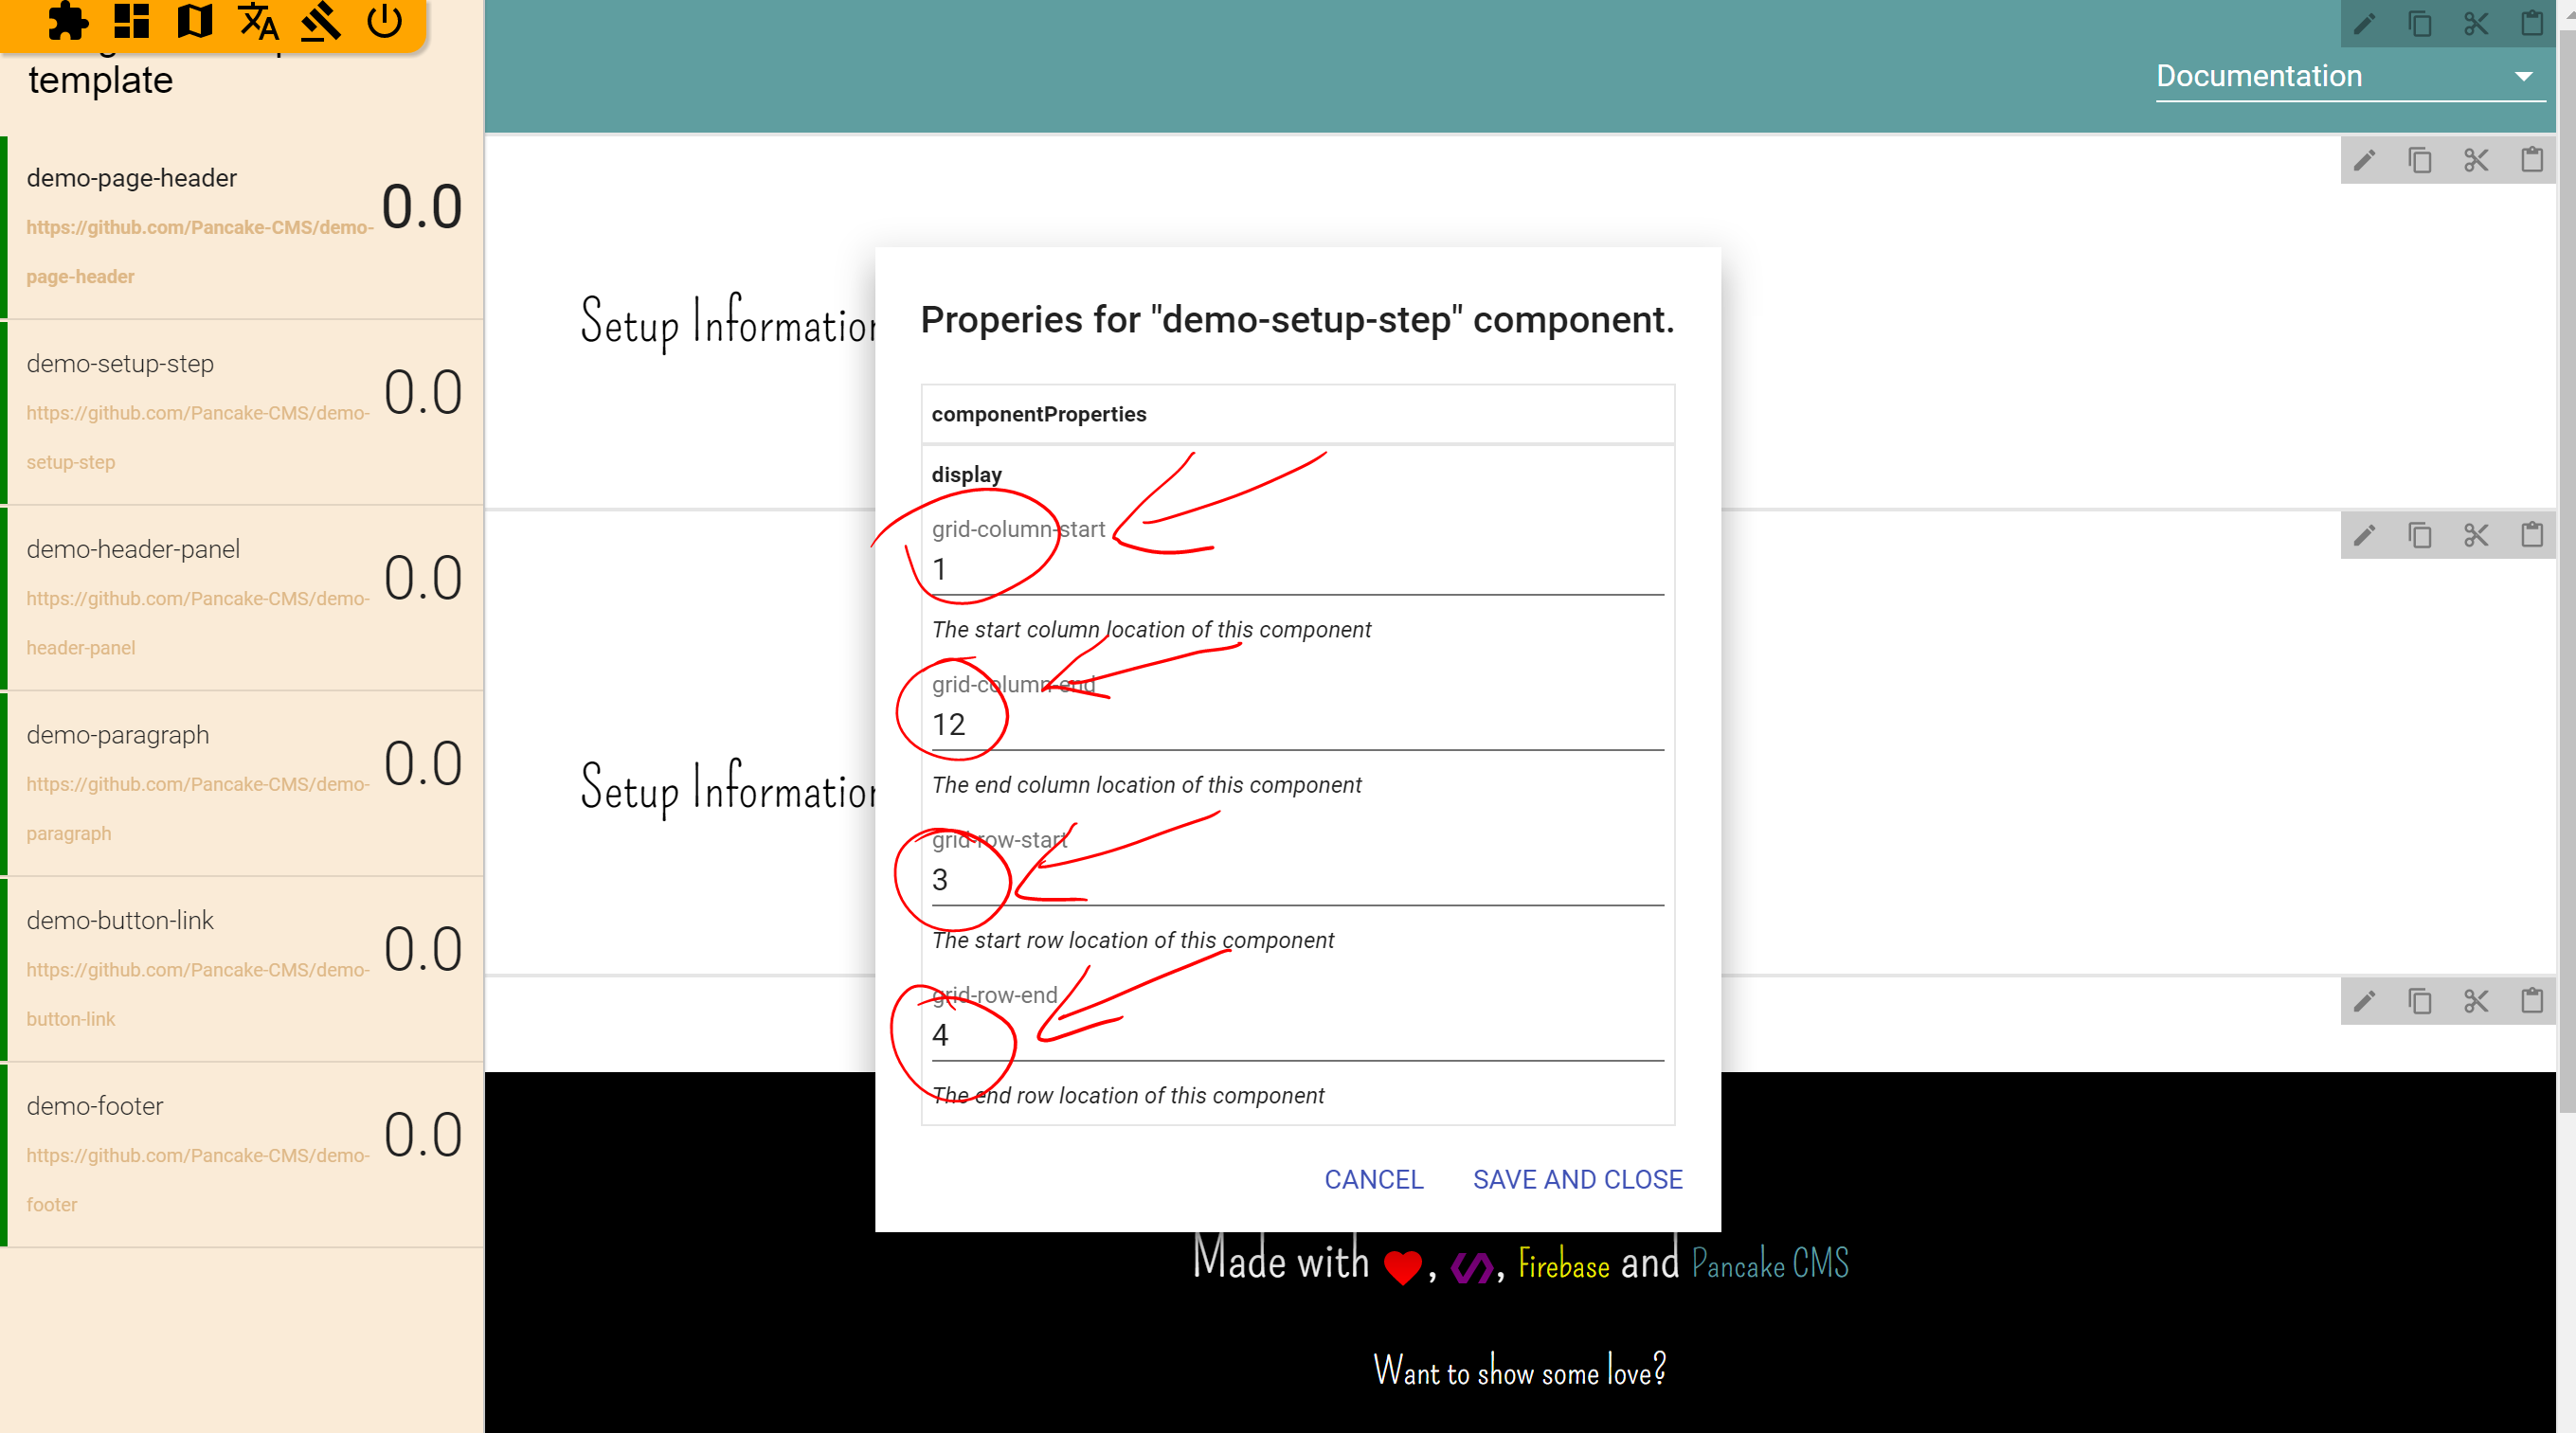 template
demo-page-header
0.0
https://github.com/Pancake-CMS/demo-
page-header
demo-setup-step
0.0
https://github.com/Pancake-CMS/demo-
setup-step
demo-header-panel
0.0
https://github.com/Pancake-CMS/demo-
header-panel
demo-paragraph
0.0
https://github.com/Pancake-CMS/demo-
paragraph
demo-button-link
0.0
https://github.com/Pancake-CMS/demo-
button-link
demo-footer
0.0
https://github.com/Pancake-CMS/demo-
footer
Documentation
Setup Information
Setup Information
Properies for "demo-setup-step" component.
componentProperties
display
grid-column-start
1
The start column location of this component
grid-column-end
12
The end column location of this component
grid-row-start
3
The start row location of this component
grid-row-end
4
The end row location of this component
CANCEL SAVE AND CLOSE
Made with , , Firebase and Pancake CMS
Want to show some love?